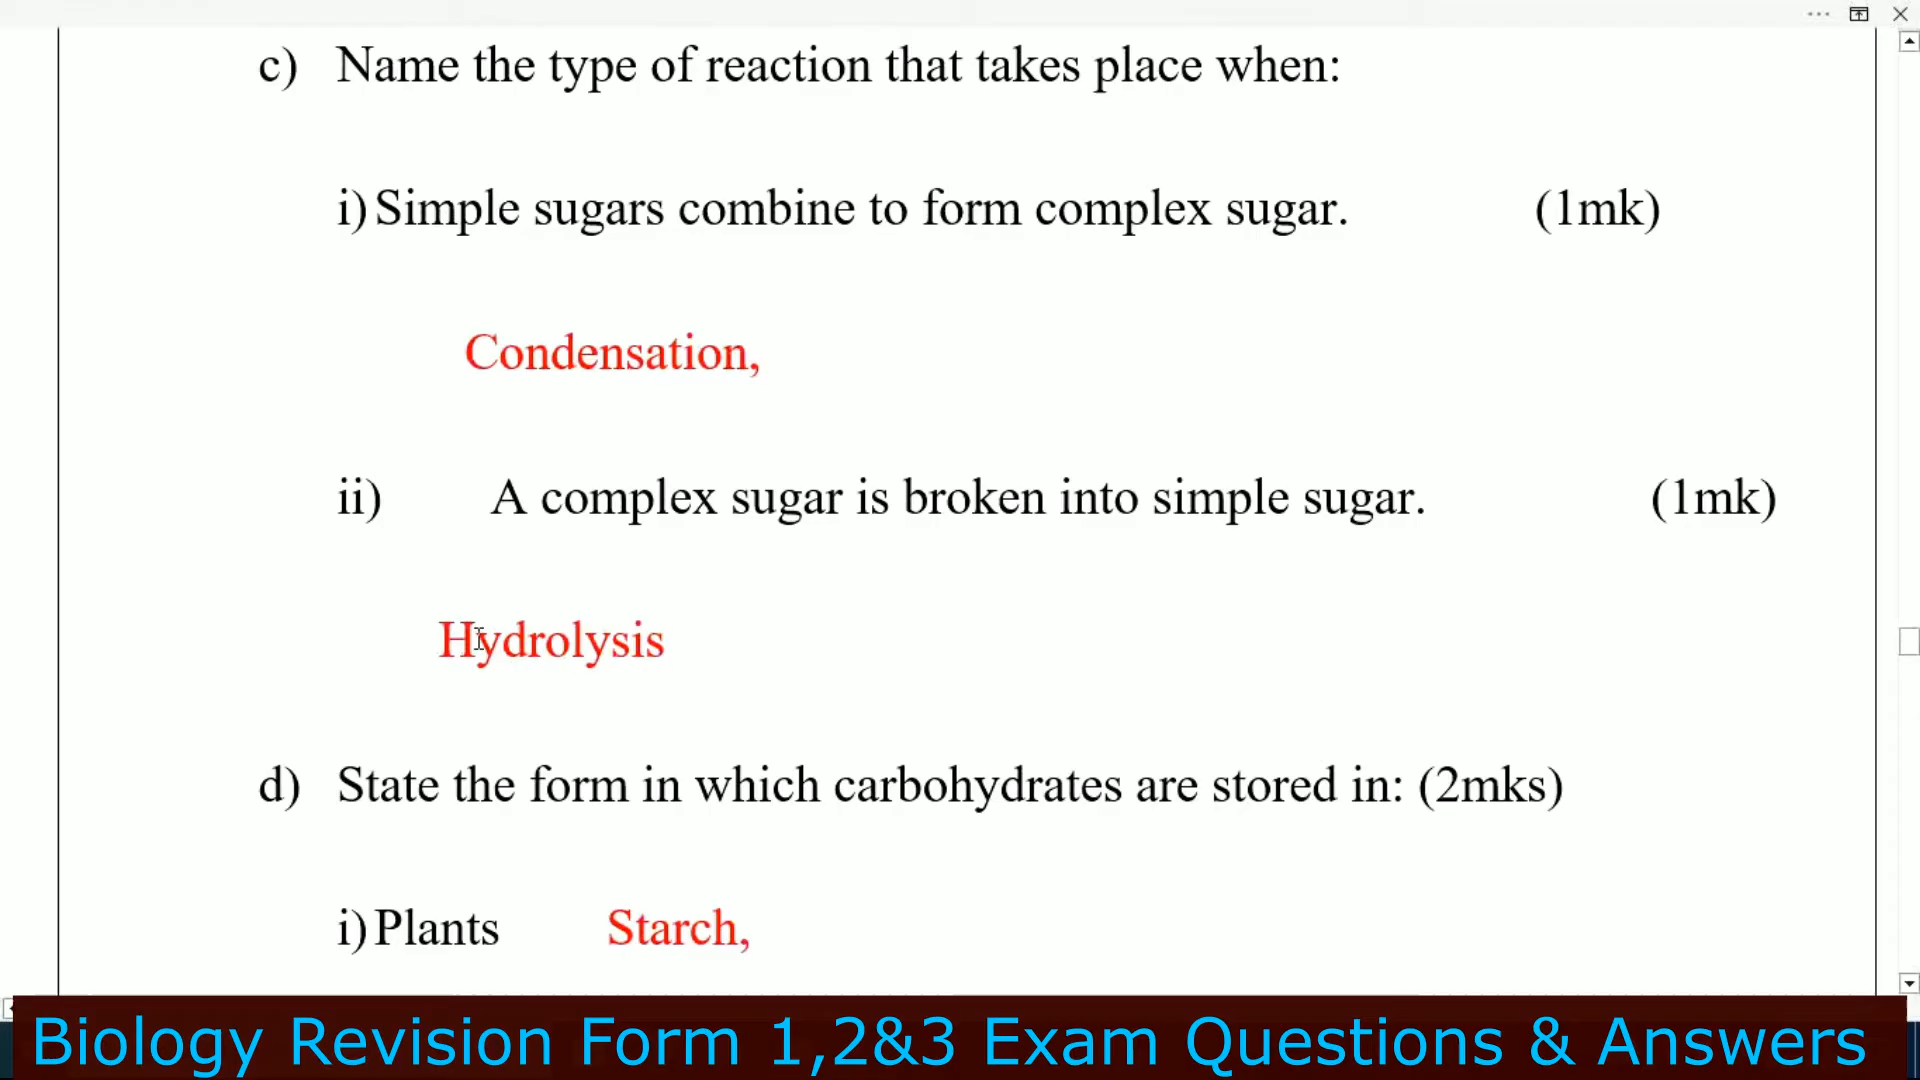 c) Name the type of reaction that takes place when:
i) Simple sugars combine to form complex sugar. (1mk)
Condensation,
ii) A complex sugar is broken into simple sugar. (1mk)
Hydrolysis
d) State the form in which carbohydrates are stored in: (2mks)
i) Plants Starch,
Biology Revision Form 1,2&3 Exam Questions & Answers